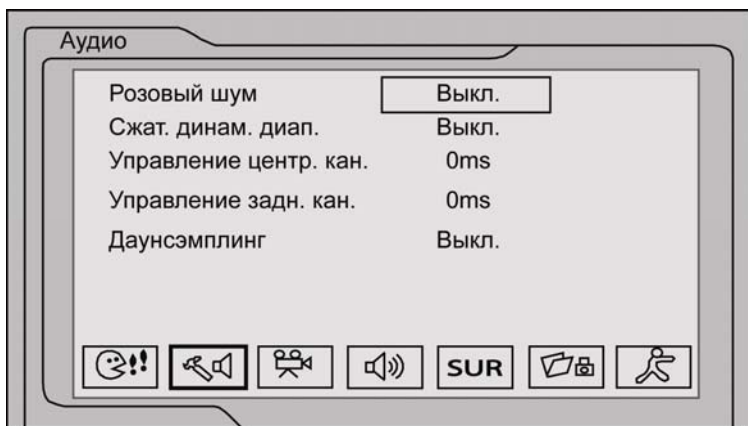 Аудио
Розовый шум Выкл.
Сжат. динам. диап. Выкл.
Управление центр. кан. 0ms
Управление задн. кан. 0ms
Даунсэмплинг Выкл.
SUR